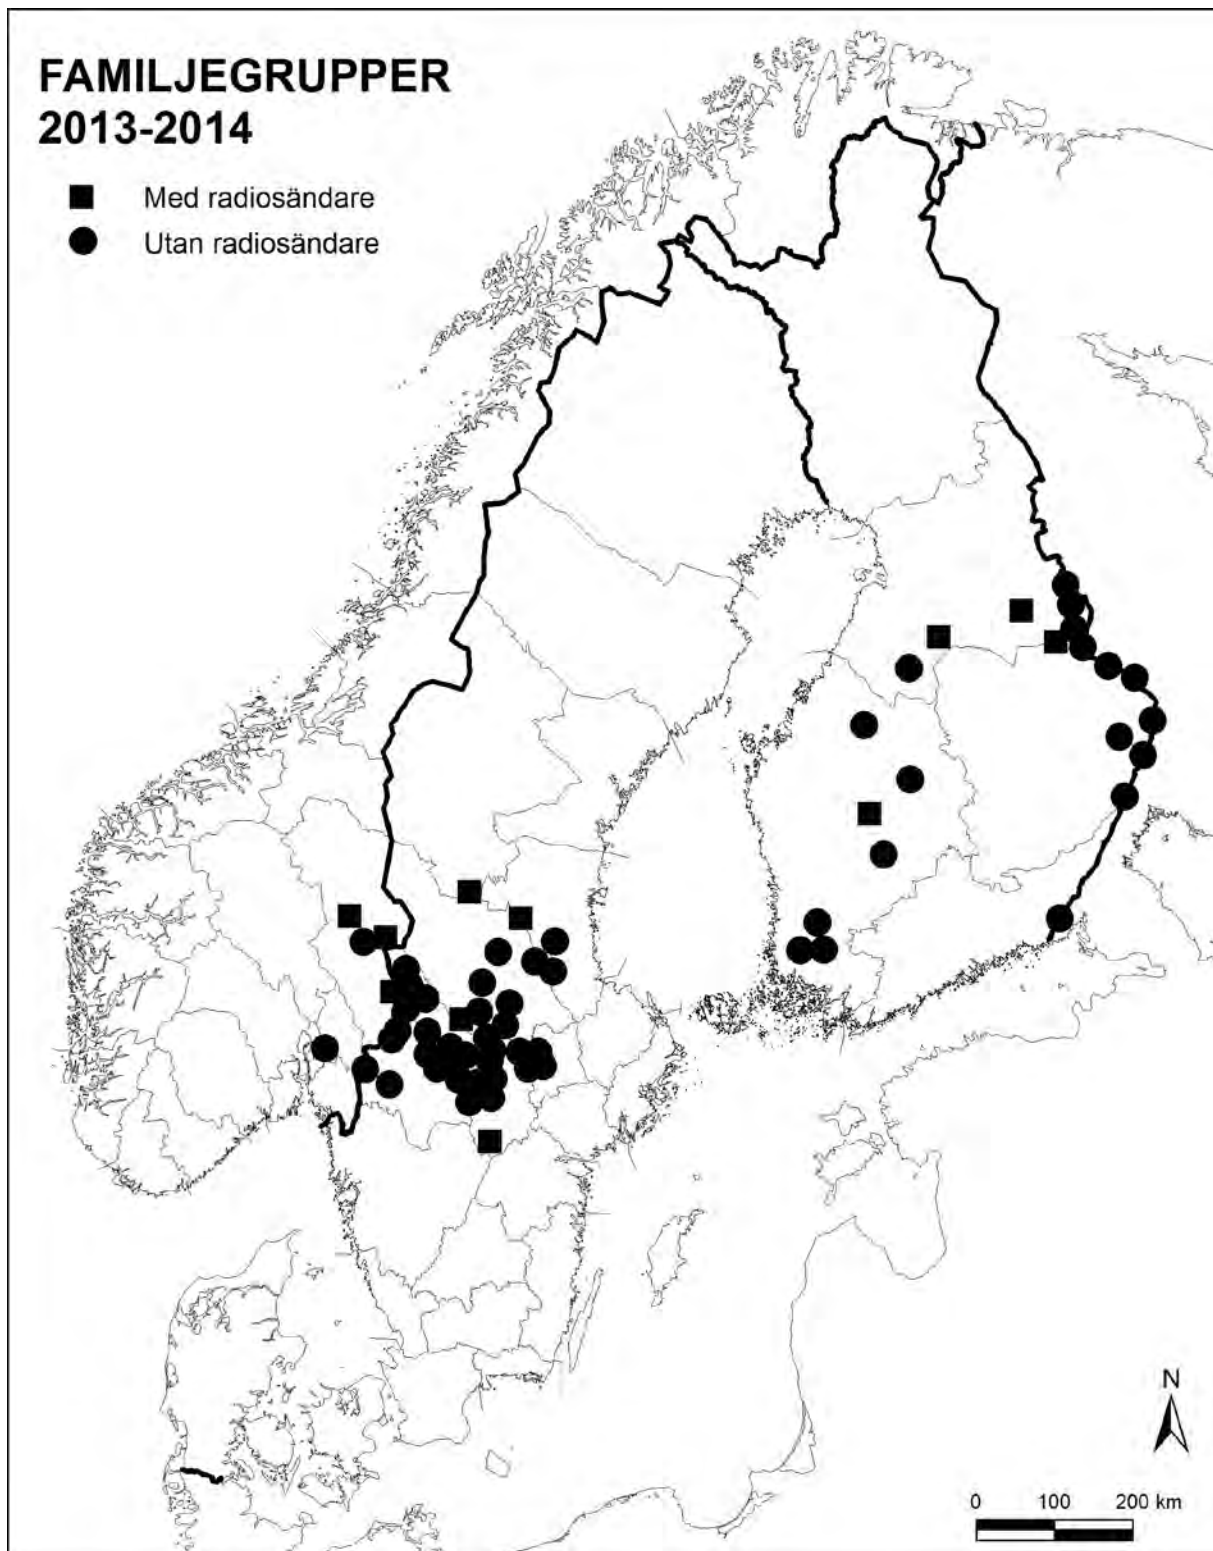 FAMILJEGRUPPER
2013-2014
Med radiosändare
Utan radiosändare
N
0 100 200 km